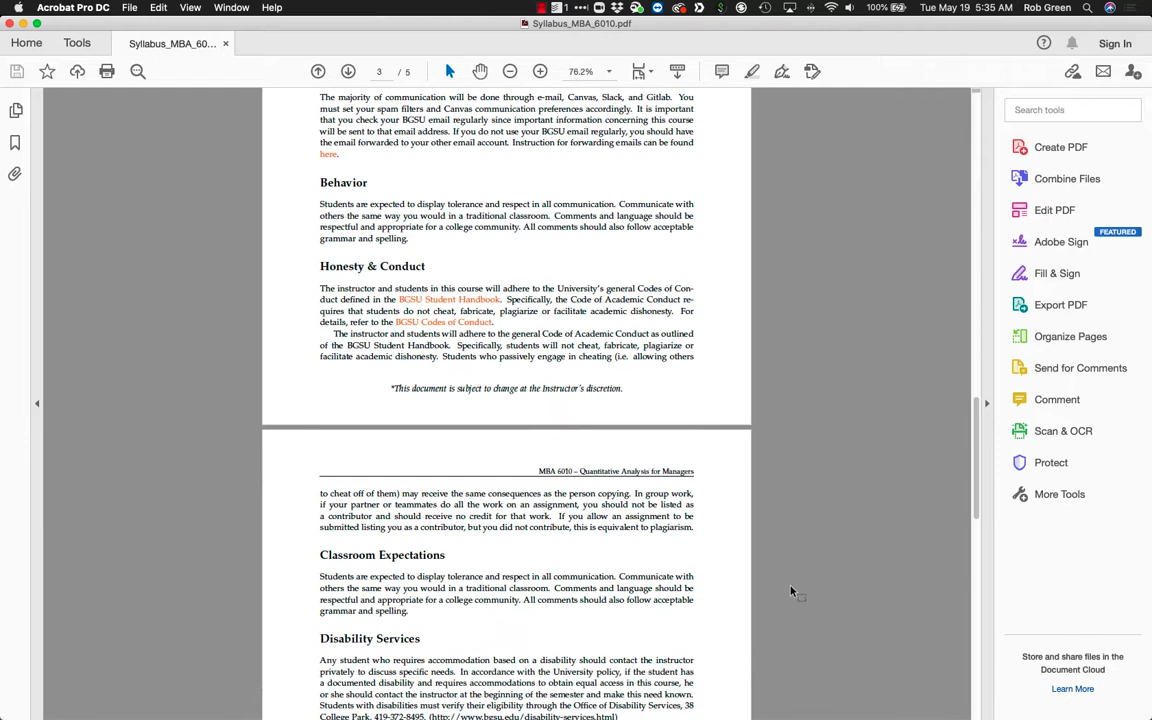 Acrobat Pro DC File Edit View Window Help 1 100% Tue May 19 5:35 AM Rob Green
Syllabus_MBA_6010.pdf
Home Tools Syllabus_MBA_60... × Sign In
3 / 5 76.2%
The majority of communication will be done through e-mail, Canvas, Slack, and Gitlab. You
must set your spam filters and Canvas communication preferences accordingly. It is important
that you check your BGSU email regularly since important information concerning this course
will be sent to that email address. If you do not use your BGSU email regularly, you should have
the email forwarded to your other email account. Instruction for forwarding emails can be found
here.
Behavior
Students are expected to display tolerance and respect in all communication. Communicate with
others the same way you would in a traditional classroom. Comments and language should be
respectful and appropriate for a college community. All comments should also follow acceptable
grammar and spelling.
Honesty & Conduct
The instructor and students in this course will adhere to the University's general Codes of Con-
duct defined in the BGSU Student Handbook. Specifically, the Code of Academic Conduct re-
quires that students do not cheat, fabricate, plagiarize or facilitate academic dishonesty. For
details, refer to the BGSU Codes of Conduct.
The instructor and students will adhere to the general Code of Academic Conduct as outlined
of the BGSU Student Handbook. Specifically, students will not cheat, fabricate, plagiarize or
facilitate academic dishonesty. Students who passively engage in cheating (i.e. allowing others
*This document is subject to change at the Instructor's discretion.
MBA 6010 – Quantitative Analysis for Managers
to cheat off of them) may receive the same consequences as the person copying. In group work,
if your partner or teammates do all the work on an assignment, you should not be listed as
a contributor and should receive no credit for that work. If you allow an assignment to be
submitted listing you as a contributor, but you did not contribute, this is equivalent to plagiarism.
Classroom Expectations
Students are expected to display tolerance and respect in all communication. Communicate with
others the same way you would in a traditional classroom. Comments and language should be
respectful and appropriate for a college community. All comments should also follow acceptable
grammar and spelling.
Disability Services
Any student who requires accommodation based on a disability should contact the instructor
privately to discuss specific needs. In accordance with the University policy, if the student has
a documented disability and requires accommodations to obtain equal access in this course, he
or she should contact the instructor at the beginning of the semester and make this need known.
Students with disabilities must verify their eligibility through the Office of Disability Services, 38
College Park, 419-372-8495, (http://www.bgsu.edu/disability-services.html)
Search tools
Create PDF
Combine Files
Edit PDF
FEATURED
Adobe Sign
Fill & Sign
Export PDF
Organize Pages
Send for Comments
Comment
Scan & OCR
Protect
More Tools
Store and share files in the
Document Cloud
Learn More